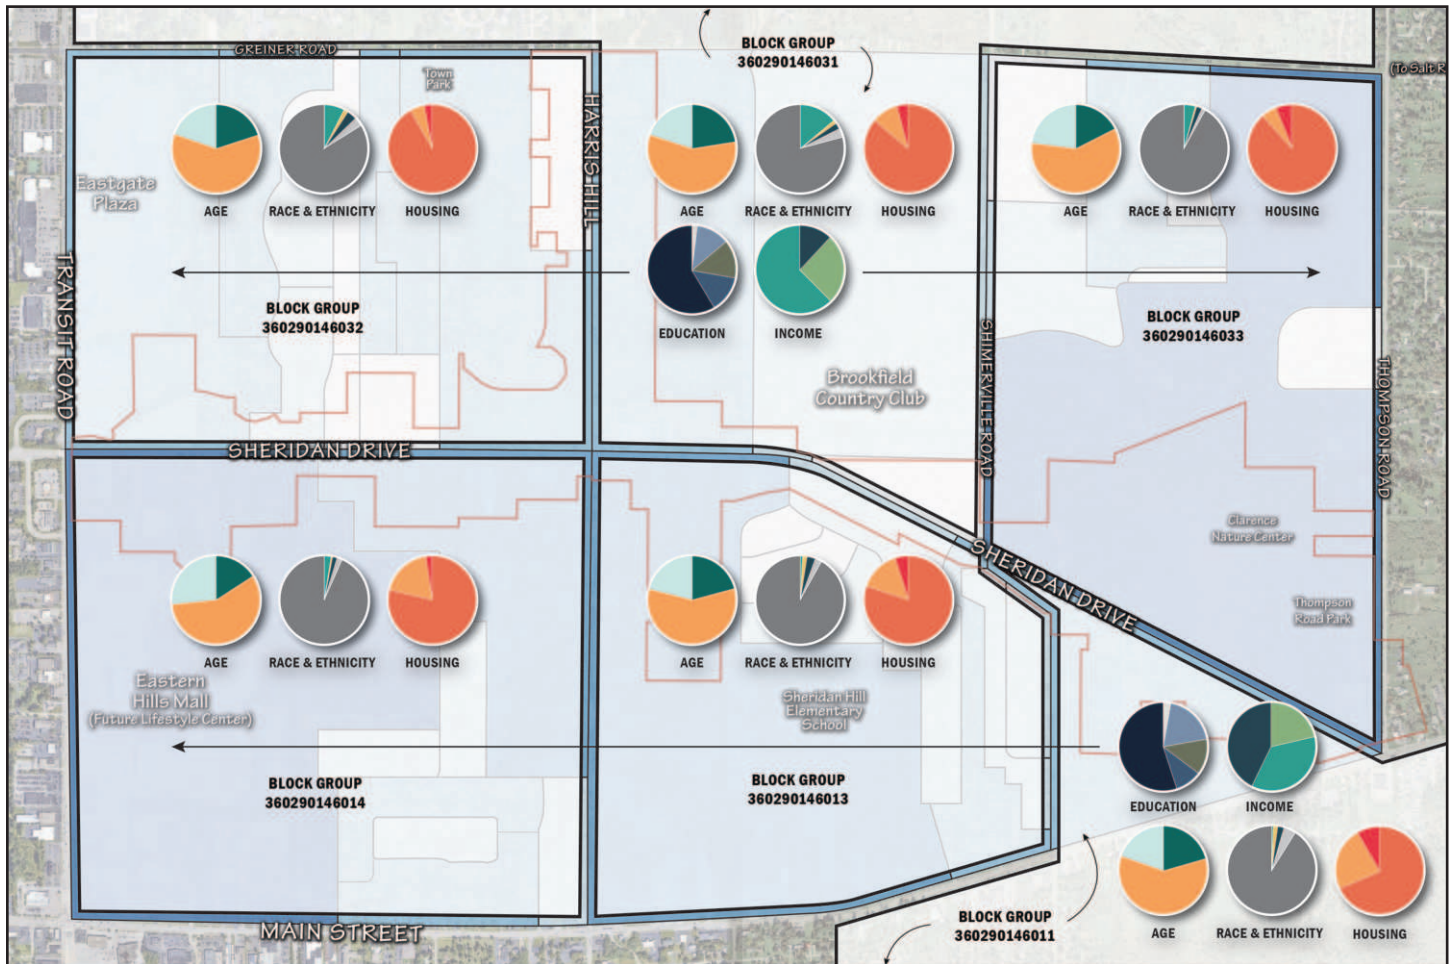 GREINER ROAD
Town
Park
BLOCK GROUP
360290146031
(To Salt R
Eastgate
Plaza
HARRIS HILL
AGE
RACE & ETHNICITY
HOUSING
AGE
RACE & ETHNICITY
HOUSING
AGE
RACE & ETHNICITY
HOUSING
TRANSIT ROAD
BLOCK GROUP
360290146032
EDUCATION
INCOME
BLOCK GROUP
360290146033
SHIMERVILLE ROAD
THOMPSON ROAD
Brookfield
Country Club
SHERIDAN DRIVE
Clarence
Nature Center
SHERIDAN DRIVE
Thompson
Road Park
AGE
RACE & ETHNICITY
HOUSING
AGE
RACE & ETHNICITY
HOUSING
Eastern
Hills Mall
(Future Lifestyle Center)
Sheridan Hill
Elementary
School
BLOCK GROUP
360290146014
BLOCK GROUP
360290146013
EDUCATION
INCOME
MAIN STREET
BLOCK GROUP
360290146011
AGE
RACE & ETHNICITY
HOUSING